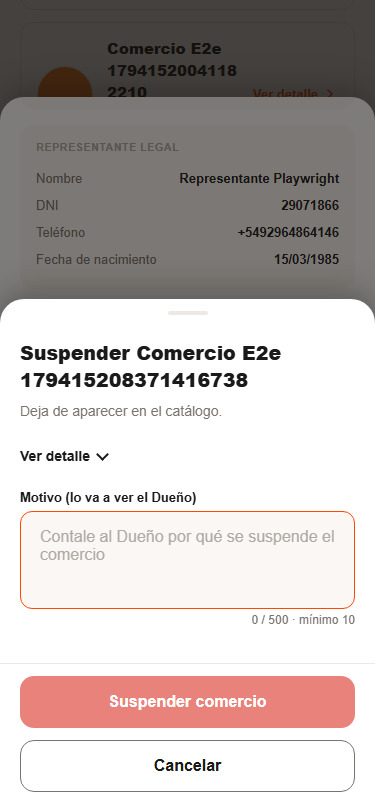 Comercio E2e
1794152004118
2210
Ver detalle
REPRESENTANTE LEGAL
Nombre Representante Playwright
DNI 29071866
Teléfono +5492964864146
Fecha de nacimiento 15/03/1985
Suspender Comercio E2e
179415208371416738
Deja de aparecer en el catálogo.
Ver detalle
Motivo (lo va a ver el Dueño)
Contale al Dueño por qué se suspende el
comercio
0 / 500 · mínimo 10
Suspender comercio
Cancelar